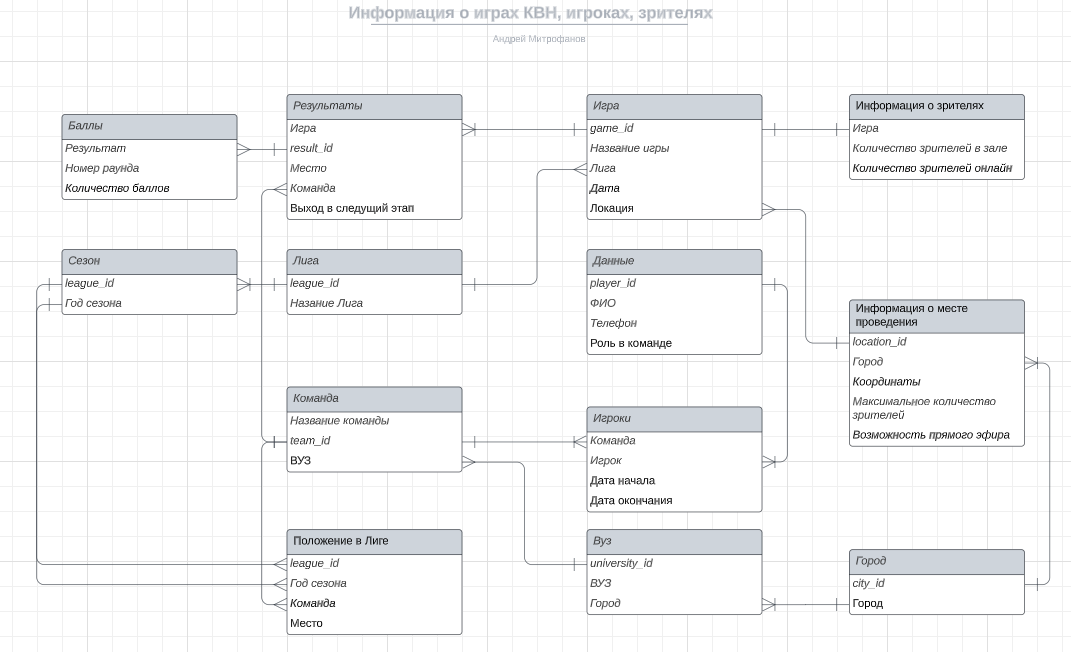 Информация о играх КВН, игроках, зрителях
Андрей Митрофанов
Баллы
Результат
Номер раунда
Количество баллов
Результаты
Игра
result_id
Место
Команда
Выход в следущий этап
Игра
game_id
Название игры
Лига
Дата
Локация
Информация о зрителях
Игра
Количество зрителей в зале
Количество зрителей онлайн
Сезон
league_id
Год сезона
Лига
league_id
Назание Лига
Данные
player_id
ФИО
Телефон
Роль в команде
Информация о месте
проведения
location_id
Город
Координаты
Максимальное количество
зрителей
Возможность прямого эфира
Команда
Название команды
team_id
ВУЗ
Игроки
Команда
Игрок
Дата начала
Дата окончания
Положение в Лиге
league_id
Год сезона
Команда
Место
Вуз
university_id
ВУЗ
Город
Город
city_id
Город